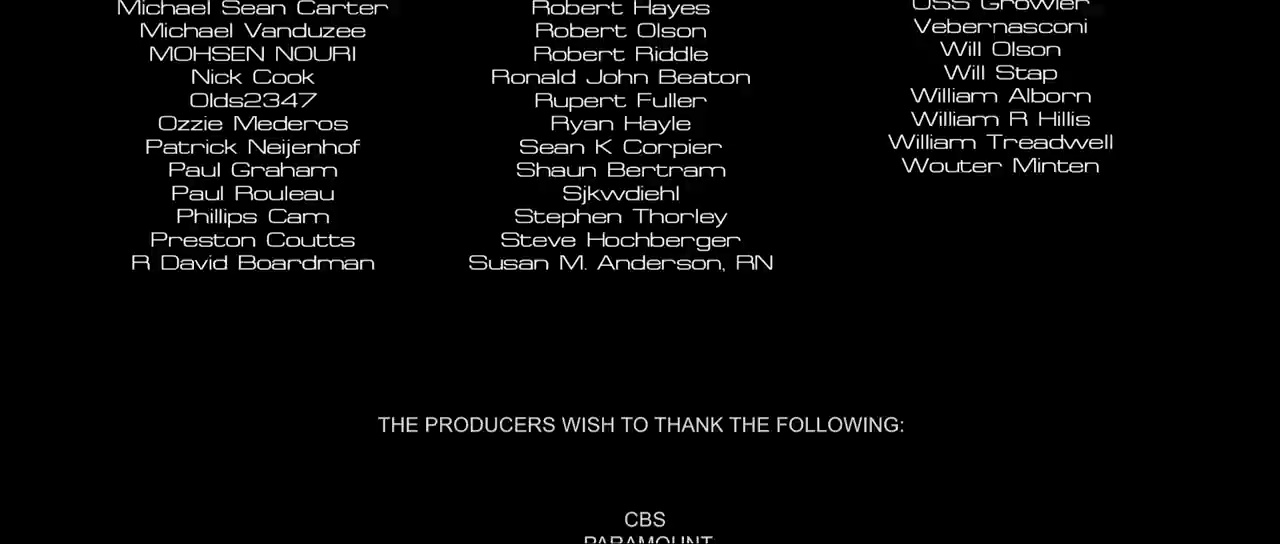 Michael Sean Carter
Michael Vanduzee
MOHSEN NOURI
Nick Cook
Olds2347
Ozzie Mederos
Patrick Neijenhof
Paul Graham
Paul Rouleau
Phillips Cam
Preston Coutts
R David Boardman
Robert Hayes
Robert Olson
Robert Riddle
Ronald John Beaton
Rupert Fuller
Ryan Hayle
Sean K Corpier
Shaun Bertram
Sjkwdiehl
Stephen Thorley
Steve Hochberger
Susan M. Anderson, RN
USS Growler
Vebernasconi
Will Olson
Will Stap
William Alborn
William R Hillis
William Treadwell
Wouter Minten
THE PRODUCERS WISH TO THANK THE FOLLOWING:
CBS
PARAMOUNT